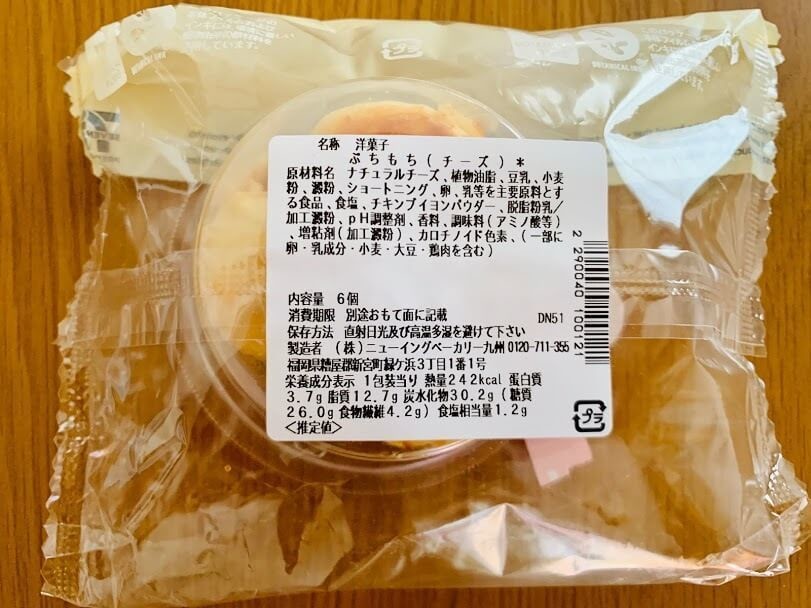 名称 洋菓子
ぷちもち(チーズ)*
原材料名 ナチュラルチーズ、植物油脂、豆乳、小麦
粉、澱粉、ショートニング、卵、乳等を主要原料とす
る食品、食塩、チキンブイヨンパウダー、脱脂粉乳/
加工澱粉、pH調整剤、香料、調味料(アミノ酸等)
、増粘剤(加工澱粉)、カロチノイド色素、(一部に
卵・乳成分・小麦・大豆・鶏肉を含む)
内容量 6個
消費期限 別途おもて面に記載 DN51
保存方法 直射日光及び高温多湿を避けて下さい
製造者 (株)ニューイングベーカリー九州 0120-711-355
福岡県糟屋郡新宮町緑ケ浜3丁目1番1号
栄養成分表示 1包装当り 熱量242kcal 蛋白質
3.7g 脂質12.7g 炭水化物30.2g(糖質
26.0g 食物繊維4.2g) 食塩相当量1.2g
<推定値>
プラ
2 290040 100121
プラ
SEVEN